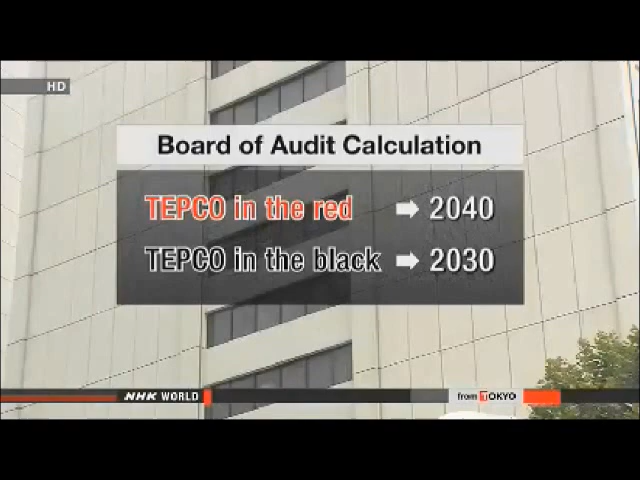 HD
Board of Audit Calculation
TEPCO in the red ➡ 2040
TEPCO in the black ➡ 2030
NHK WORLD
from TOKYO